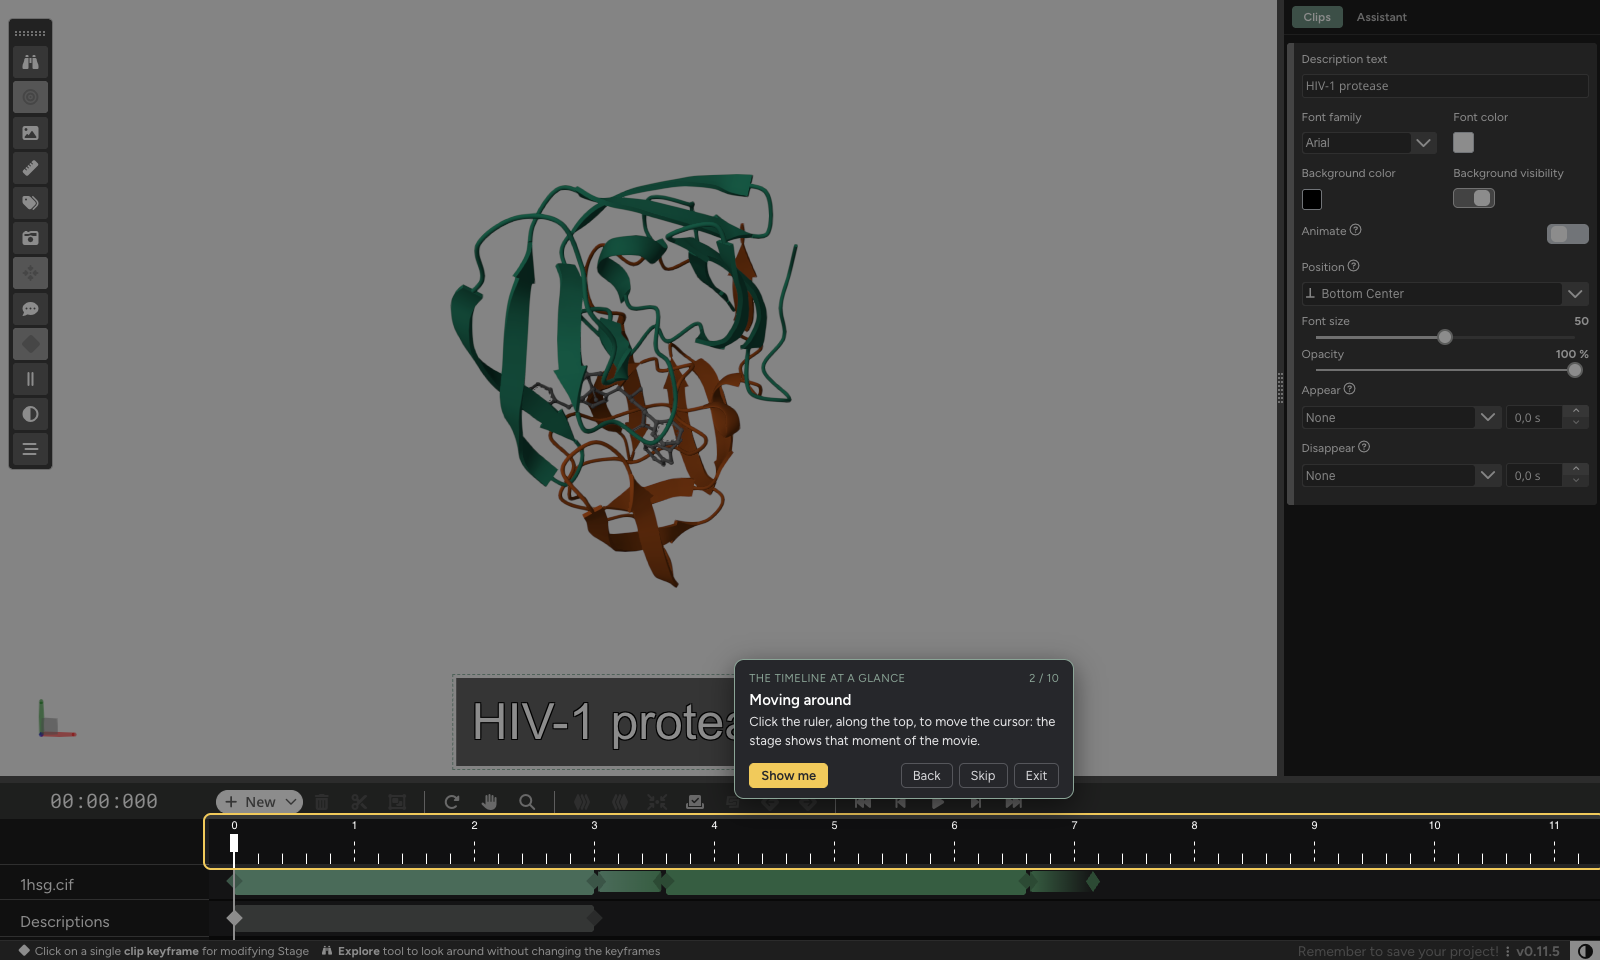 Clips
Assistant
Description text
HIV-1 protease
Font family
Font color
Arial
Background color
Background visibility
Animate
Position
Bottom Center
Font size
50
Opacity
100 %
Appear
None
0,0 s
Disappear
None
0,0 s
HIV-1
THE TIMELINE AT A GLANCE
2 / 10
Moving around
Click the ruler, along the top, to move the cursor: the
stage shows that moment of the movie.
Show me
Back
Skip
Exit
00:00:000
+ New
0 1 2 3 4 5 6 7 8 9 10 11
1hsg.cif
Descriptions
Click on a single clip keyframe for modifying Stage
Explore tool to look around without changing the keyframes
Remember to save your project!
v0.11.5